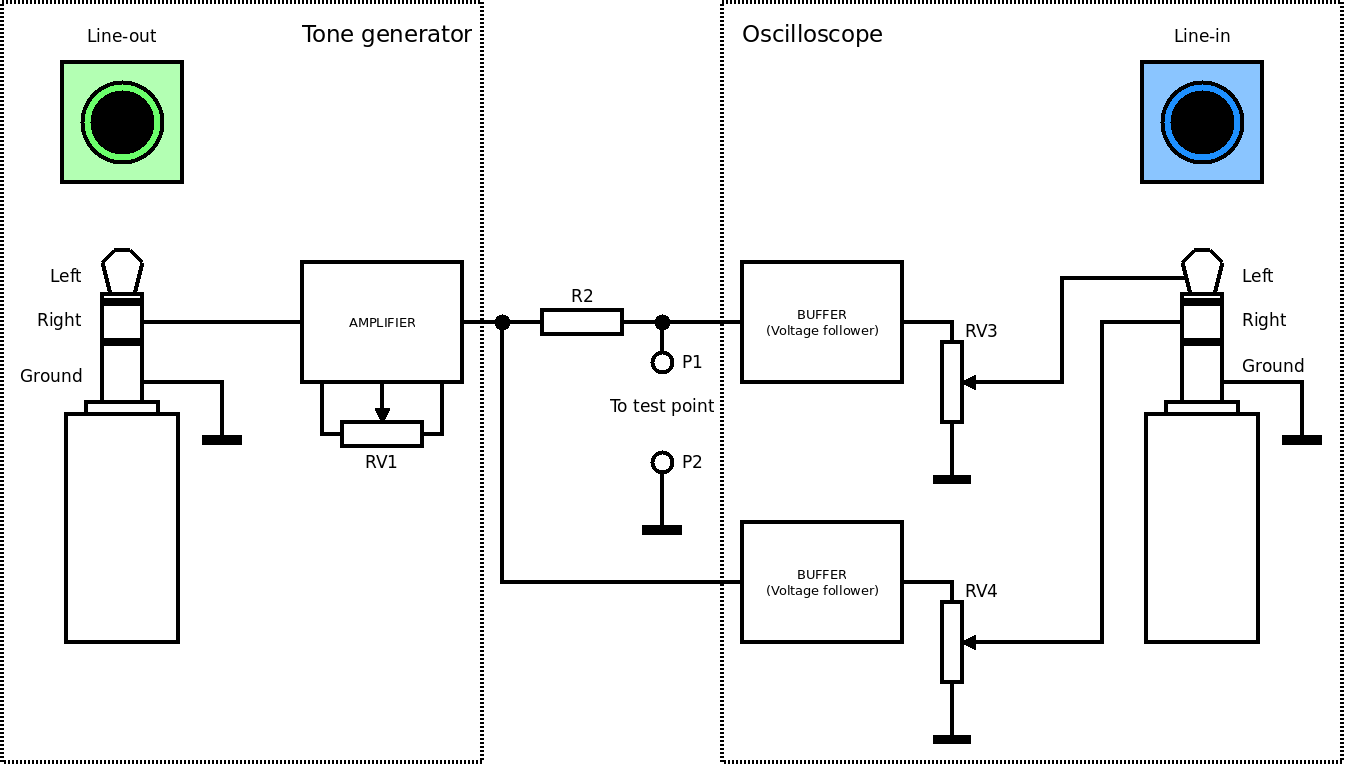 Tone generator
Line-out
Left
Right
Ground
AMPLIFIER
RV1
R2
P1
To test point
P2
Oscilloscope
Line-in
BUFFER
(Voltage follower)
RV3
BUFFER
(Voltage follower)
RV4
Left
Right
Ground